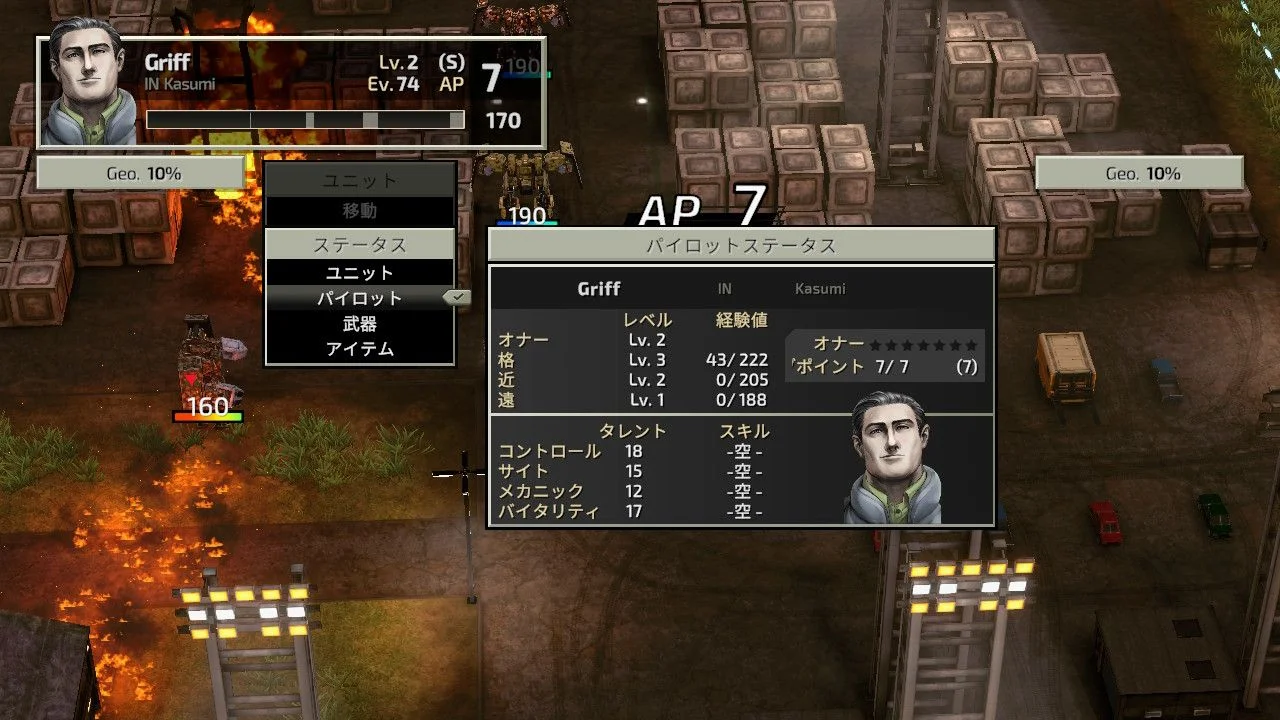 Griff Lv.2 (S)
IN Kasumi Ev.74 AP 7
170
190
Geo. 10%
Geo. 10%
ユニット
移動
ステータス
ユニット
パイロット
武器
アイテム
190
AP 7
160
パイロットステータス
Griff IN Kasumi
レベル 経験値
オナー Lv. 2
格 Lv. 3 43/222
近 Lv. 2 0/205
遠 Lv. 1 0/188
オナー ★★★★★★★
ポイント 7/7 (7)
タレント スキル
コントロール 18 -空-
サイト 15 -空-
メカニック 12 -空-
バイタリティ 17 -空-